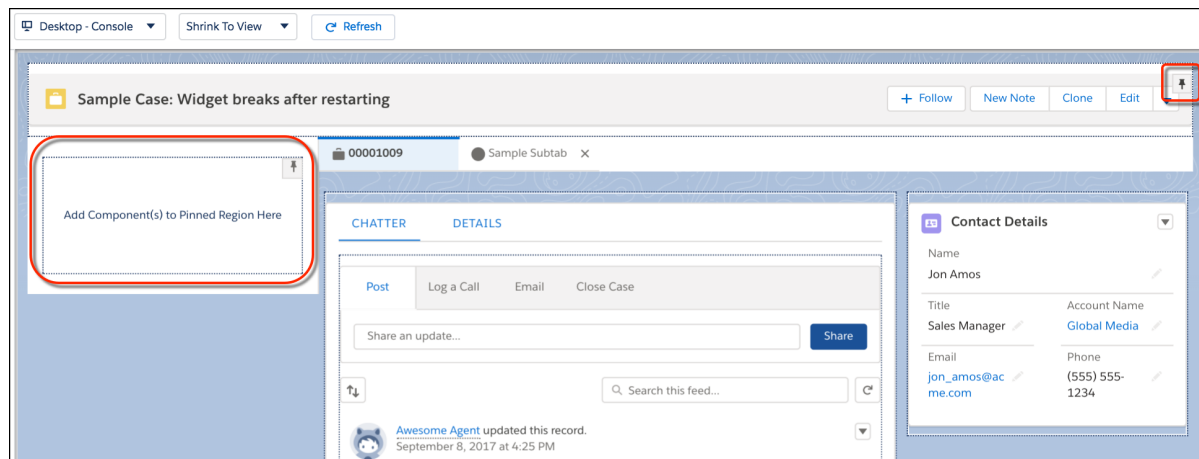 Desktop - Console
Shrink To View
Refresh
Sample Case: Widget breaks after restarting
+ Follow
New Note
Clone
Edit
00001009
Sample Subtab
Add Component(s) to Pinned Region Here
CHATTER
DETAILS
Post
Log a Call
Email
Close Case
Share an update...
Share
Search this feed...
Awesome Agent updated this record.
September 8, 2017 at 4:25 PM
Contact Details
Name
Jon Amos
Title
Account Name
Sales Manager
Global Media
Email
Phone
jon_amos@ac
me.com
(555) 555-
1234